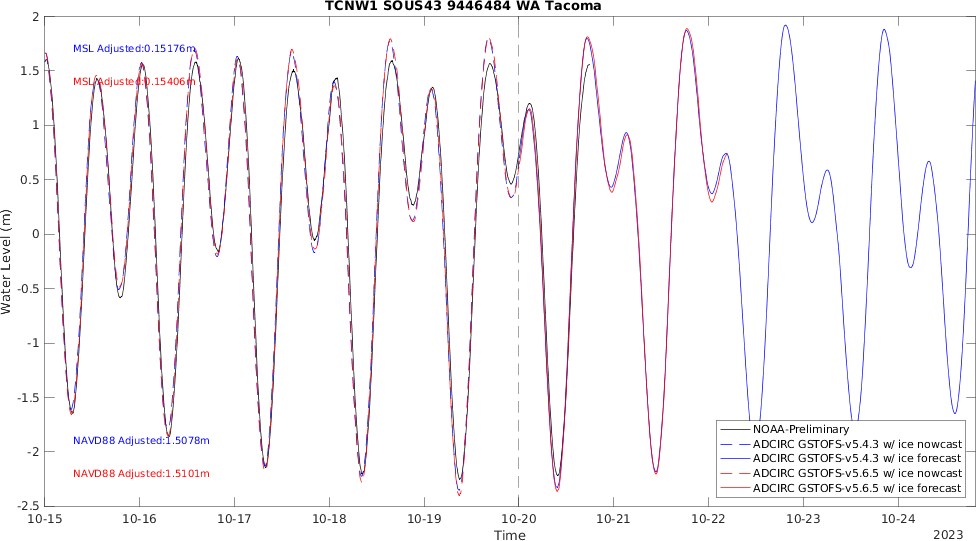 TCNW1 SOUS43 9446484 WA Tacoma
2
1.5
1
0.5
0
-0.5
-1
-1.5
-2
-2.5
Water Level (m)
MSL Adjusted:0.15176m
MSL Adjusted:0.15406m
NAVD88 Adjusted:1.5078m
NAVD88 Adjusted:1.5101m
NOAA-Preliminary
ADCIRC GSTOFS-v5.4.3 w/ ice nowcast
ADCIRC GSTOFS-v5.4.3 w/ ice forecast
ADCIRC GSTOFS-v5.6.5 w/ ice nowcast
ADCIRC GSTOFS-v5.6.5 w/ ice forecast
10-15 10-16 10-17 10-18 10-19 10-20 10-21 10-22 10-23 10-24
Time
2023